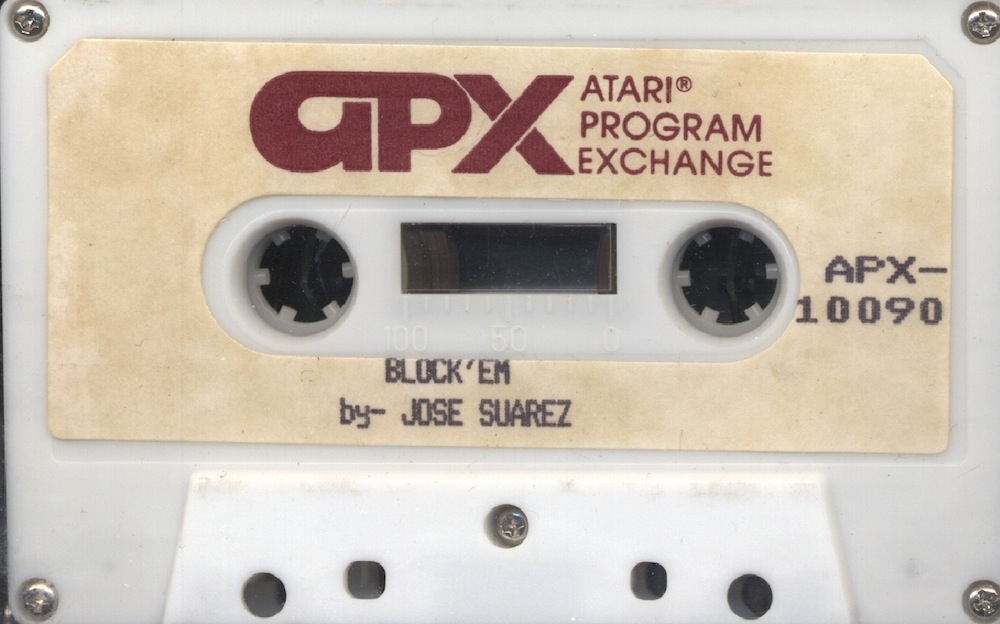 APX
ATARI®
PROGRAM
EXCHANGE
APX-
10090
100 50 0
BLOCK'EM
by- JOSE SUAREZ